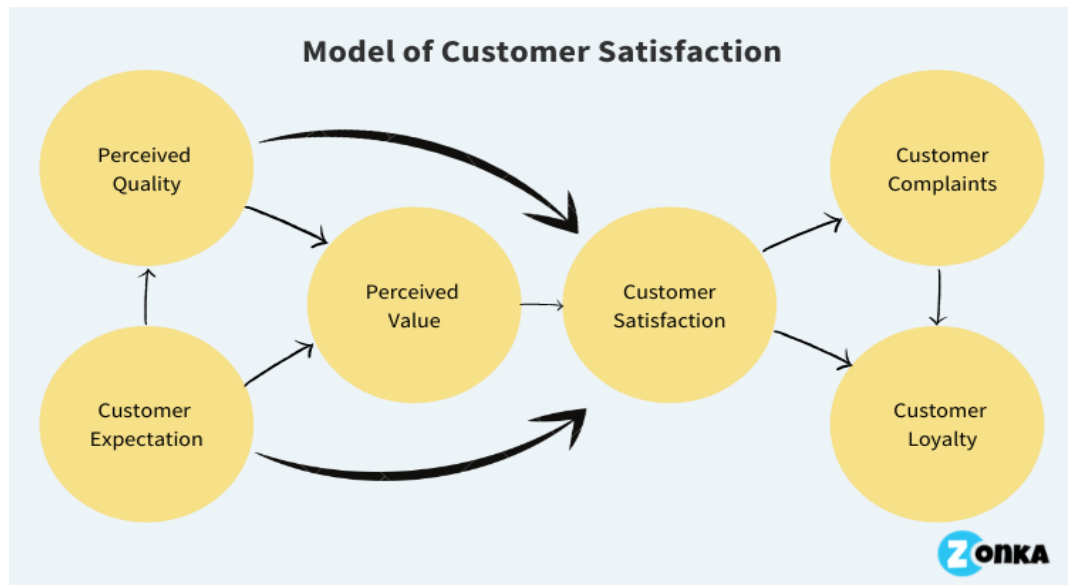 Model of Customer Satisfaction
Perceived
Quality
Customer
Complaints
Perceived
Value
Customer
Satisfaction
Customer
Expectation
Customer
Loyalty
ZONKA